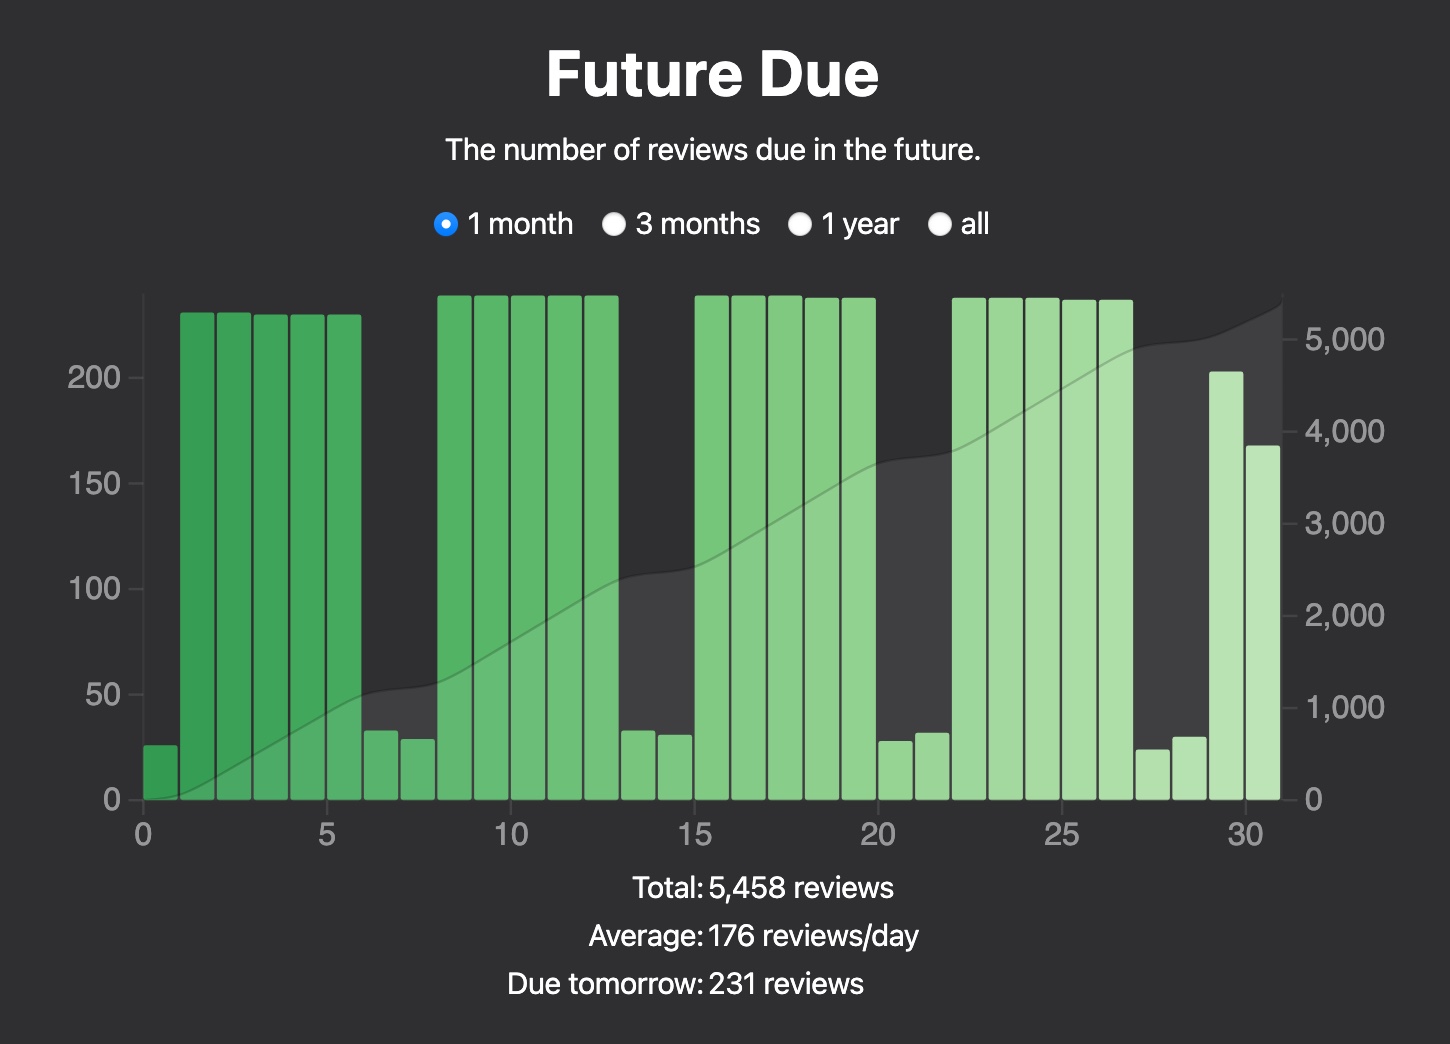 Future Due
The number of reviews due in the future.
1 month 3 months 1 year all
200
150
100
50
0
5,000
4,000
3,000
2,000
1,000
0
0 5 10 15 20 25 30
Total: 5,458 reviews
Average: 176 reviews/day
Due tomorrow: 231 reviews